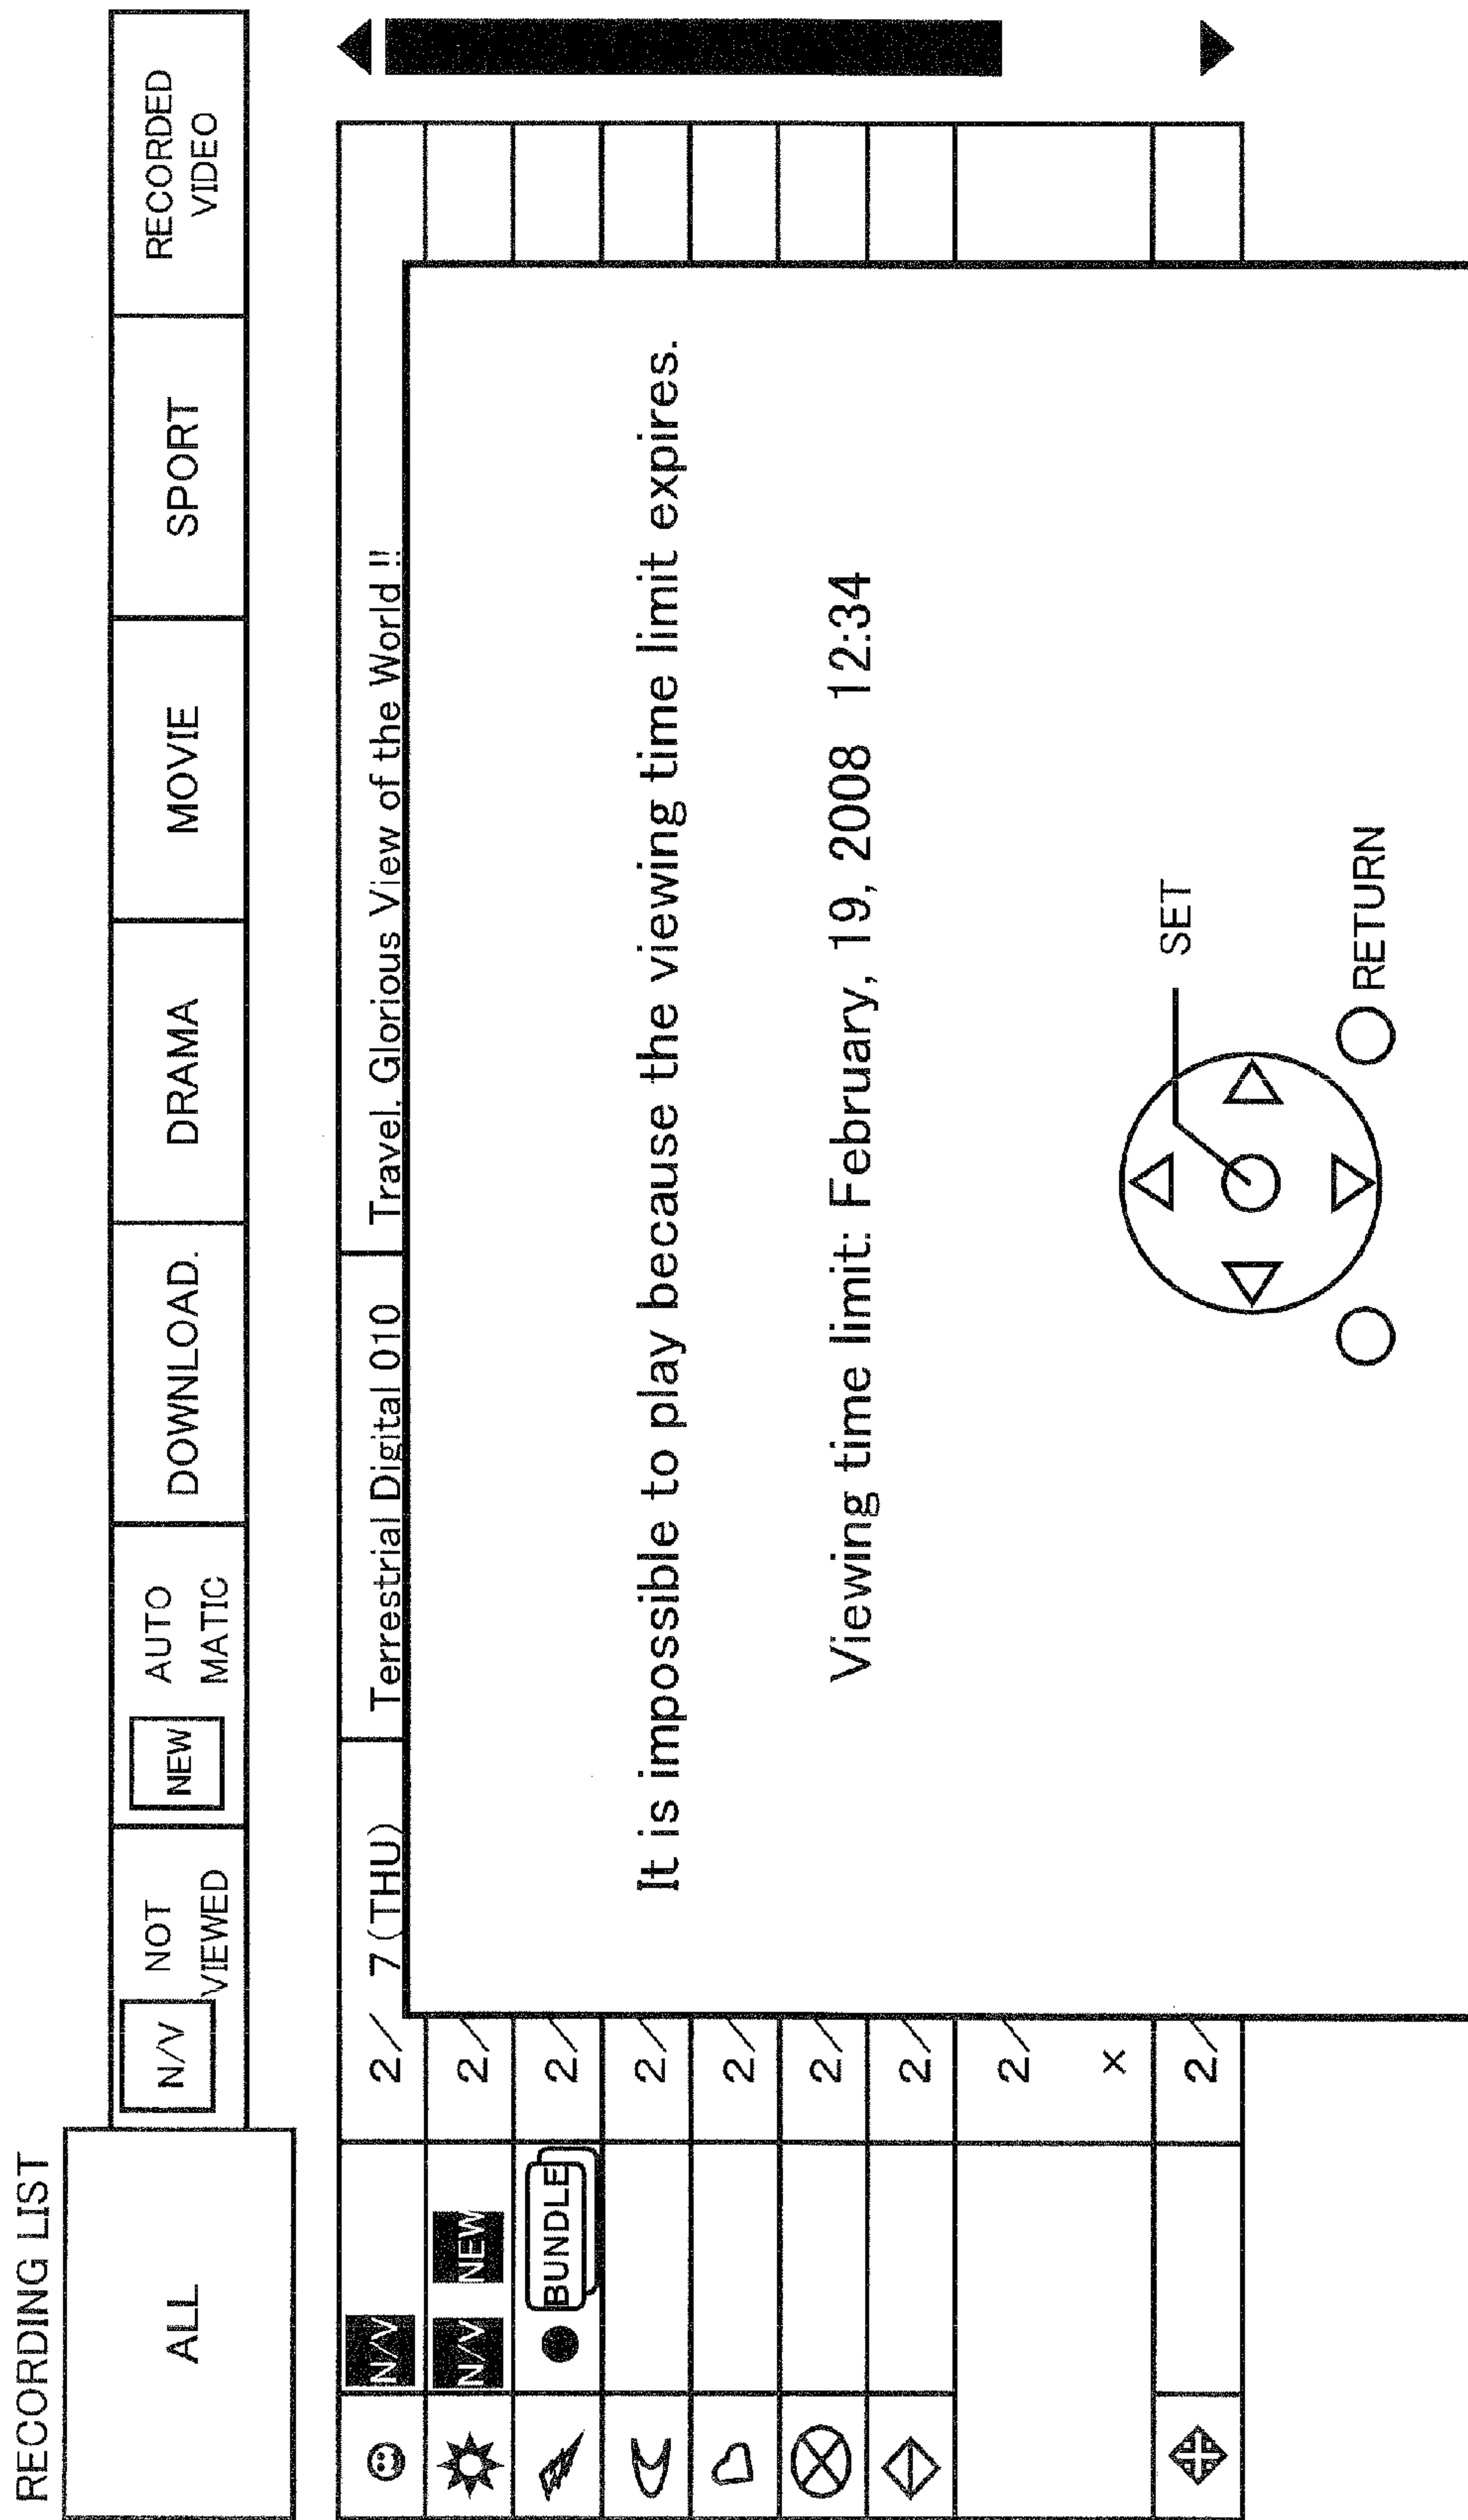 RECORDING LIST
ALL
N/V NOT VIEWED
NEW AUTO MATIC
DOWNLOAD.
DRAMA
MOVIE
SPORT
RECORDED VIDEO
N/V 2/ 7(THU) Terrestrial Digital 010 Travel. Glorious View of the World !!
N/V NEW 2/
BUNDLE 2/
2/
2/
2/
2/
2/
×
2/
It is impossible to play because the viewing time limit expires.
Viewing time limit: February, 19, 2008 12:34
SET
RETURN